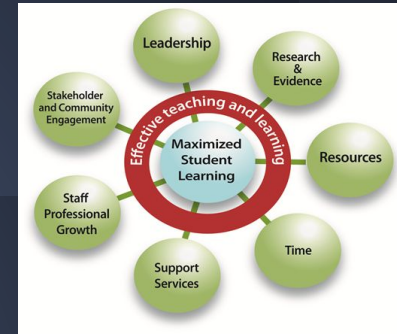 Leadership
Research
&
Evidence
Resources
Time
Support
Services
Staff
Professional
Growth
Stakeholder
and Community
Engagement
Effective teaching and learning
Maximized
Student
Learning